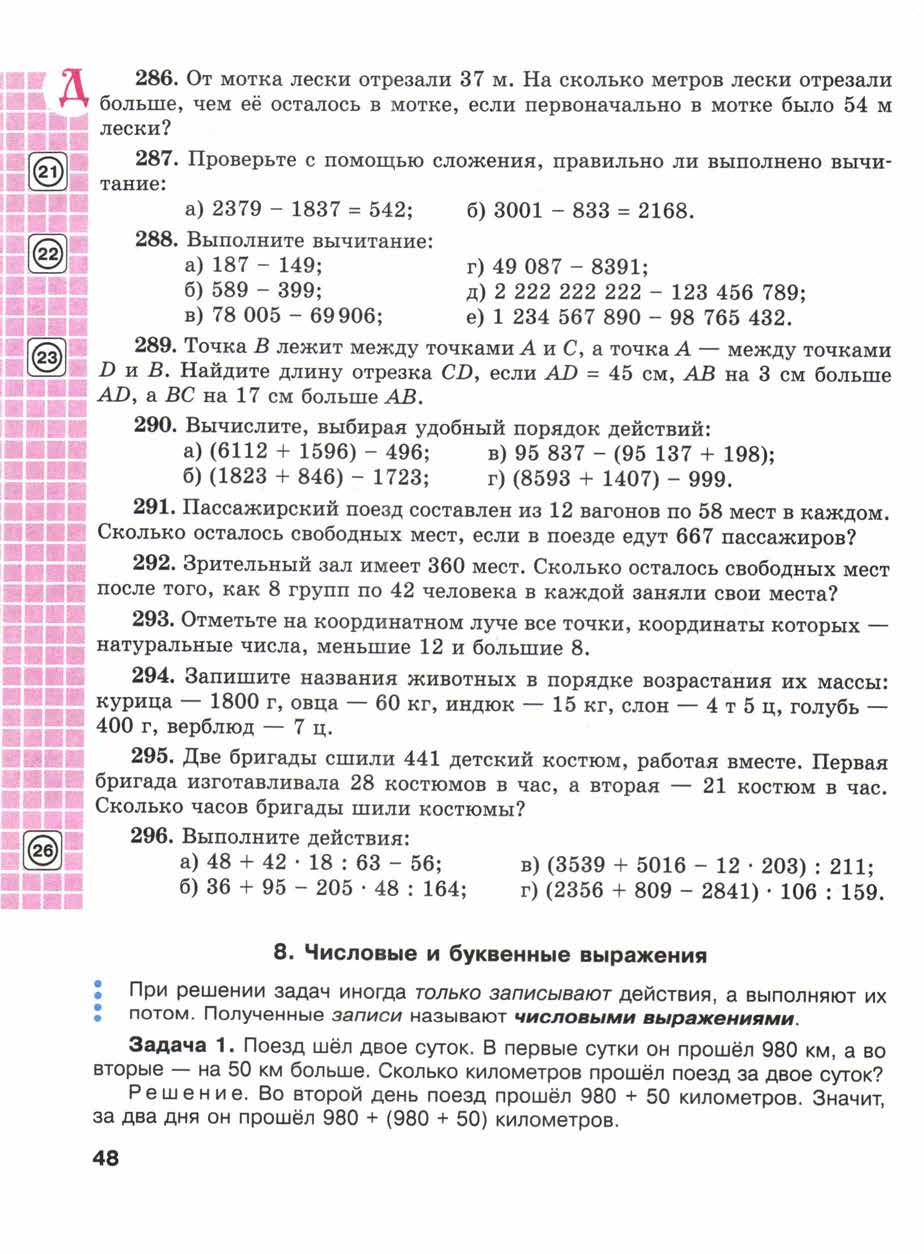 Д
286. От мотка лески отрезали 37 м. На сколько метров лески отрезали
больше, чем её осталось в мотке, если первоначально в мотке было 54 м
лески?
21
287. Проверьте с помощью сложения, правильно ли выполнено вычи-
тание:
а) 2379 − 1837 = 542; б) 3001 − 833 = 2168.
22
288. Выполните вычитание:
а) 187 − 149; г) 49 087 − 8391;
б) 589 − 399; д) 2 222 222 222 − 123 456 789;
в) 78 005 − 69 906; е) 1 234 567 890 − 98 765 432.
23
289. Точка B лежит между точками A и C, а точка A — между точками
D и B. Найдите длину отрезка CD, если AD = 45 см, AB на 3 см больше
AD, а BC на 17 см больше AB.
290. Вычислите, выбирая удобный порядок действий:
а) (6112 + 1596) − 496; в) 95 837 − (95 137 + 198);
б) (1823 + 846) − 1723; г) (8593 + 1407) − 999.
291. Пассажирский поезд составлен из 12 вагонов по 58 мест в каждом.
Сколько осталось свободных мест, если в поезде едут 667 пассажиров?
292. Зрительный зал имеет 360 мест. Сколько осталось свободных мест
после того, как 8 групп по 42 человека в каждой заняли свои места?
293. Отметьте на координатном луче все точки, координаты которых —
натуральные числа, меньшие 12 и большие 8.
294. Запишите названия животных в порядке возрастания их массы:
курица — 1800 г, овца — 60 кг, индюк — 15 кг, слон — 4 т 5 ц, голубь —
400 г, верблюд — 7 ц.
295. Две бригады сшили 441 детский костюм, работая вместе. Первая
бригада изготавливала 28 костюмов в час, а вторая — 21 костюм в час.
Сколько часов бригады шили костюмы?
26
296. Выполните действия:
а) 48 + 42 · 18 : 63 − 56; в) (3539 + 5016 − 12 · 203) : 211;
б) 36 + 95 − 205 · 48 : 164; г) (2356 + 809 − 2841) · 106 : 159.
8. Числовые и буквенные выражения
При решении задач иногда только записывают действия, а выполняют их
потом. Полученные записи называют числовыми выражениями.
Задача 1. Поезд шёл двое суток. В первые сутки он прошёл 980 км, а во
вторые — на 50 км больше. Сколько километров прошёл поезд за двое суток?
Решение. Во второй день поезд прошёл 980 + 50 километров. Значит,
за два дня он прошёл 980 + (980 + 50) километров.
48